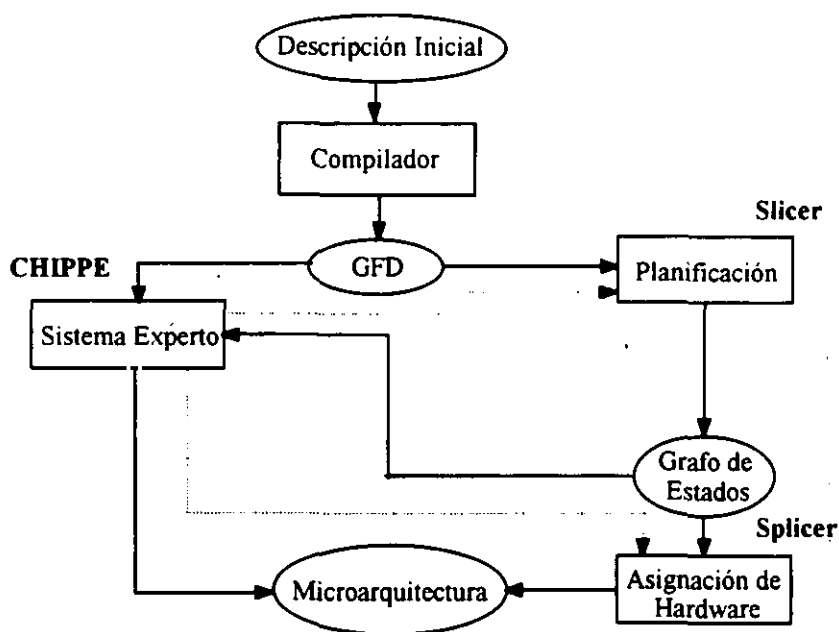 Descripción Inicial
Compilador
Slicer
CHIPPE
GFD
Planificación
Sistema Experto
Grafo de
Estados
Splicer
Microarquitectura
Asignación de
Hardware